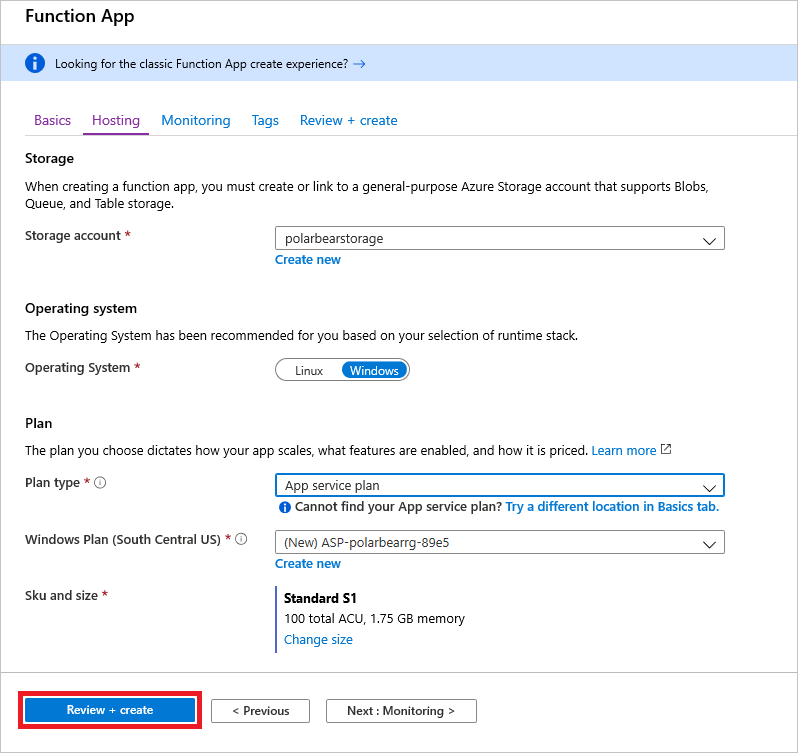 Function App
Looking for the classic Function App create experience? →
Basics Hosting Monitoring Tags Review + create
Storage
When creating a function app, you must create or link to a general-purpose Azure Storage account that supports Blobs,
Queue, and Table storage.
Storage account * polarbearstorage
Create new
Operating system
The Operating System has been recommended for you based on your selection of runtime stack.
Operating System * Linux Windows
Plan
The plan you choose dictates how your app scales, what features are enabled, and how it is priced. Learn more
Plan type * App service plan
Cannot find your App service plan? Try a different location in Basics tab.
Windows Plan (South Central US) * (New) ASP-polarbearrg-89e5
Create new
Sku and size * Standard S1
100 total ACU, 1.75 GB memory
Change size
Review + create < Previous Next : Monitoring >